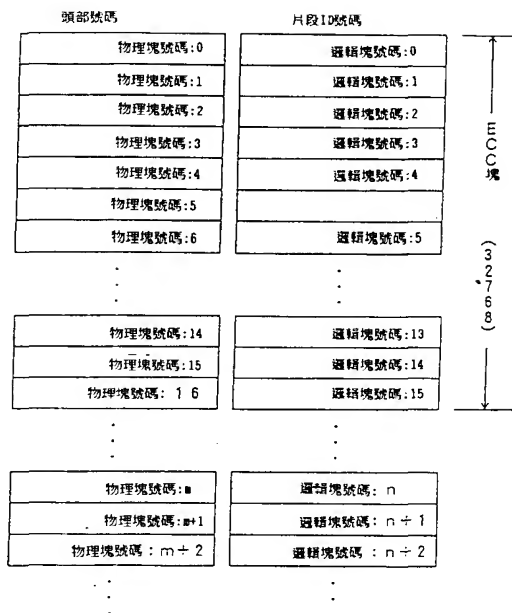 頭部號碼 片段ID號碼
物理塊號碼:0 邏輯塊號碼:0
物理塊號碼:1 邏輯塊號碼:1
物理塊號碼:2 邏輯塊號碼:2
物理塊號碼:3 邏輯塊號碼:3
物理塊號碼:4 邏輯塊號碼:4
物理塊號碼:5
物理塊號碼:6 邏輯塊號碼:5
ECC塊
(32768)
物理塊號碼:14 邏輯塊號碼:13
物理塊號碼:15 邏輯塊號碼:14
物理塊號碼: 16 邏輯塊號碼:15
物理塊號碼:m 邏輯塊號碼: n
物理塊號碼:m+1 邏輯塊號碼: n+1
物理塊號碼: m+2 邏輯塊號碼: n+2